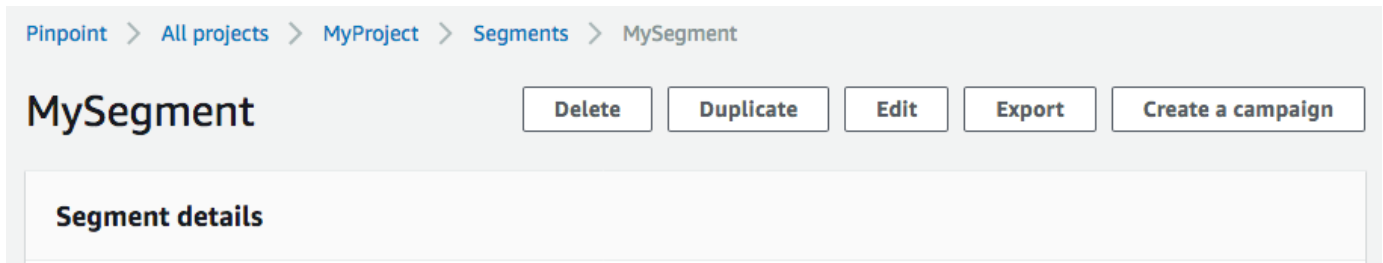 Pinpoint > All projects > MyProject > Segments > MySegment
MySegment Delete Duplicate Edit Export Create a campaign
Segment details